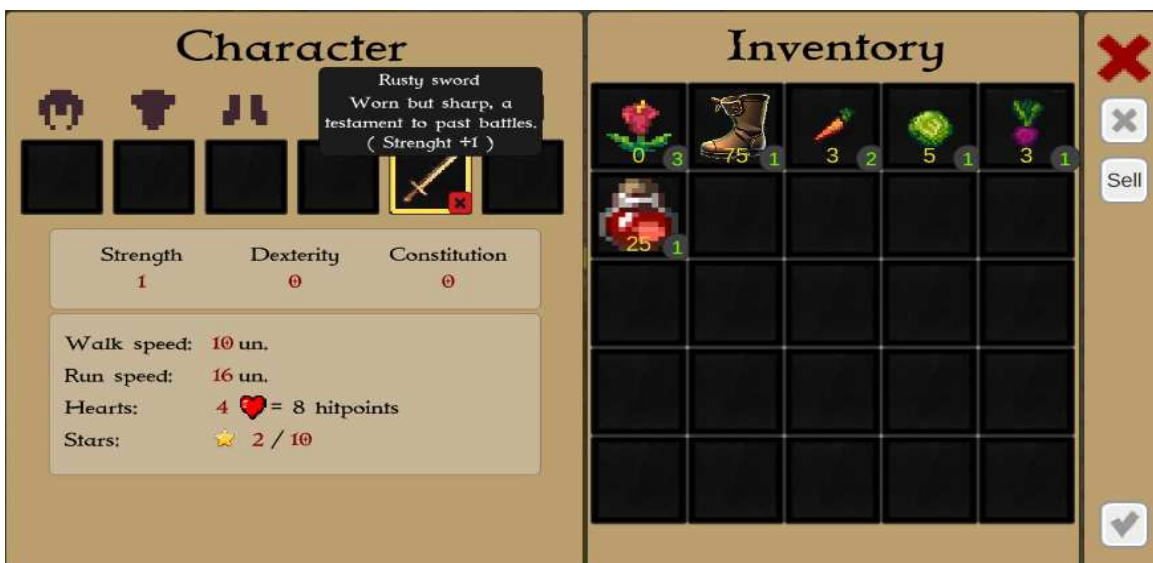 Character
Rusty sword
Worn but sharp, a
testament to past battles.
( Strenght +1 )
Strength Dexterity Constitution
1 0 0
Walk speed: 10 un.
Run speed: 16 un.
Hearts: 4 = 8 hitpoints
Stars: 2 / 10
Inventory
0 3 75 1 3 2 5 1 3 1
25 1
Sell